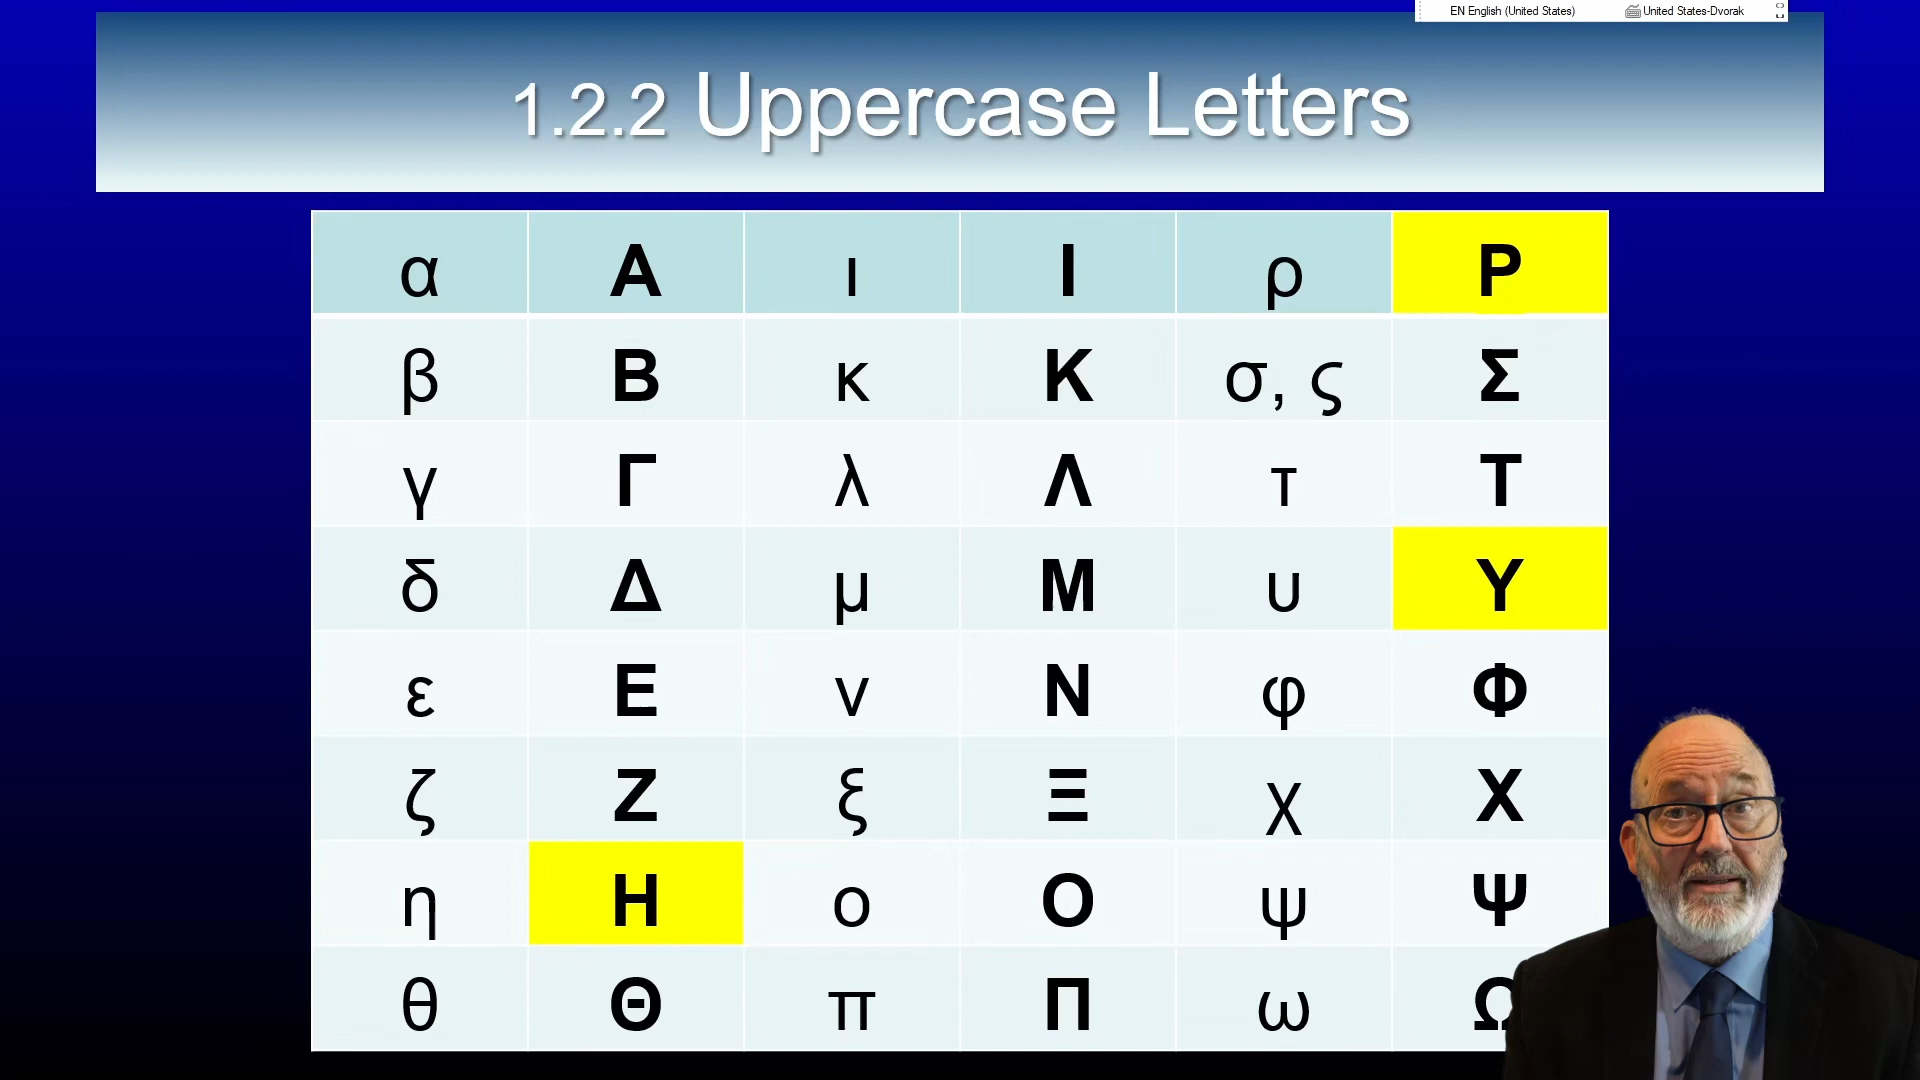 EN English (United States) United States-Dvorak
1.2.2 Uppercase Letters
α Α ι Ι ρ Ρ
β Β κ Κ σ, ς Σ
γ Γ λ Λ τ Τ
δ Δ μ Μ υ Υ
ε Ε ν Ν φ Φ
ζ Ζ ξ Ξ χ Χ
η Η ο Ο ψ Ψ
θ Θ π Π ω Ω